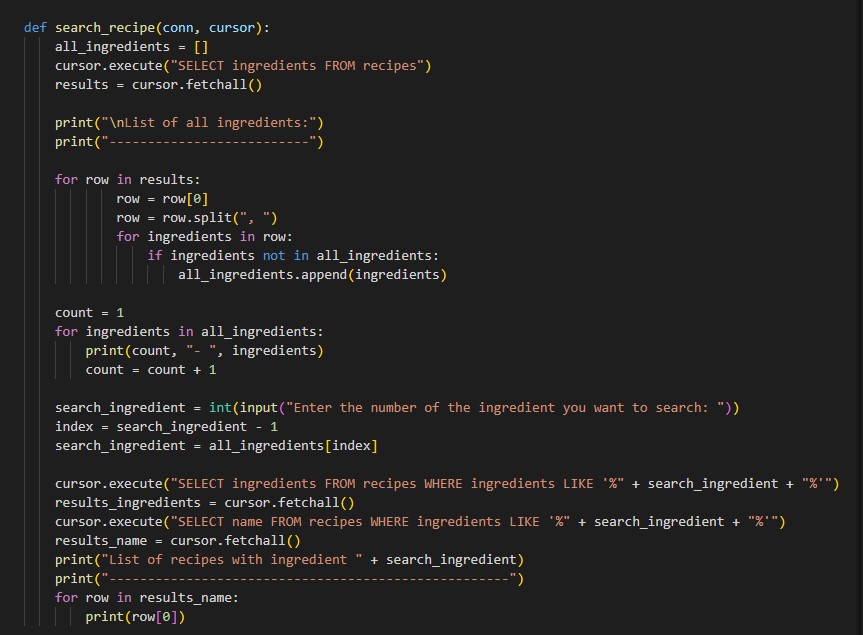 def search_recipe(conn, cursor):
    all_ingredients = []
    cursor.execute("SELECT ingredients FROM recipes")
    results = cursor.fetchall()

    print("\nList of all ingredients:")
    print("--------------------------")

    for row in results:
            row = row[0]
            row = row.split(", ")
            for ingredients in row:
                if ingredients not in all_ingredients:
                    all_ingredients.append(ingredients)

    count = 1
    for ingredients in all_ingredients:
        print(count, "- ", ingredients)
        count = count + 1

    search_ingredient = int(input("Enter the number of the ingredient you want to search: "))
    index = search_ingredient - 1
    search_ingredient = all_ingredients[index]

    cursor.execute("SELECT ingredients FROM recipes WHERE ingredients LIKE '%" + search_ingredient + "%'")
    results_ingredients = cursor.fetchall()
    cursor.execute("SELECT name FROM recipes WHERE ingredients LIKE '%" + search_ingredient + "%'")
    results_name = cursor.fetchall()
    print("List of recipes with ingredient " + search_ingredient)
    print("----------------------------------------------------")
    for row in results_name:
        print(row[0])